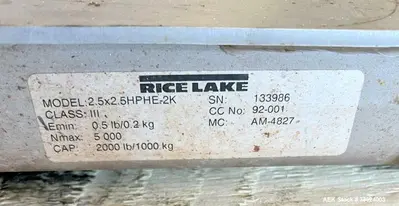 RICE LAKE
MODEL: 2.5x2.5HPHE-2K SN: 133986
CLASS: III CC No: 92-001
Emin: 0.5 lb/0.2 kg MC: AM-4827
Nmax: 5 000
CAP: 2000 lb/1000 kg